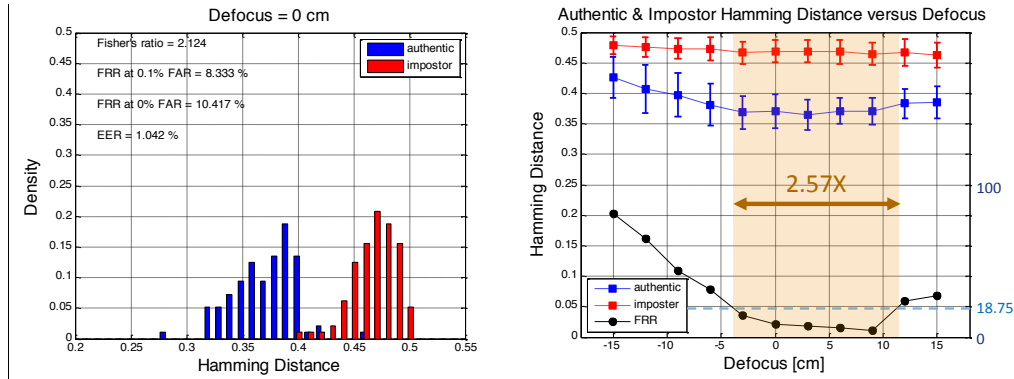 Defocus = 0 cm
Fisher's ratio = 2.124
FRR at 0.1% FAR = 8.333 %
FRR at 0% FAR = 10.417 %
EER = 1.042 %
authentic
impostor
0.5
0.45
0.4
0.35
0.3
0.25
0.2
0.15
0.1
0.05
0
Density
0.2
0.25
0.3
0.35
0.4
0.45
0.5
0.55
Hamming Distance
Authentic & Impostor Hamming Distance versus Defocus
0.5
0.45
0.4
0.35
0.3
0.25
0.2
0.15
0.1
0.05
0
Hamming Distance
2.57X
100
18.75
0
authentic
imposter
FRR
-15
-10
-5
0
5
10
15
Defocus [cm]